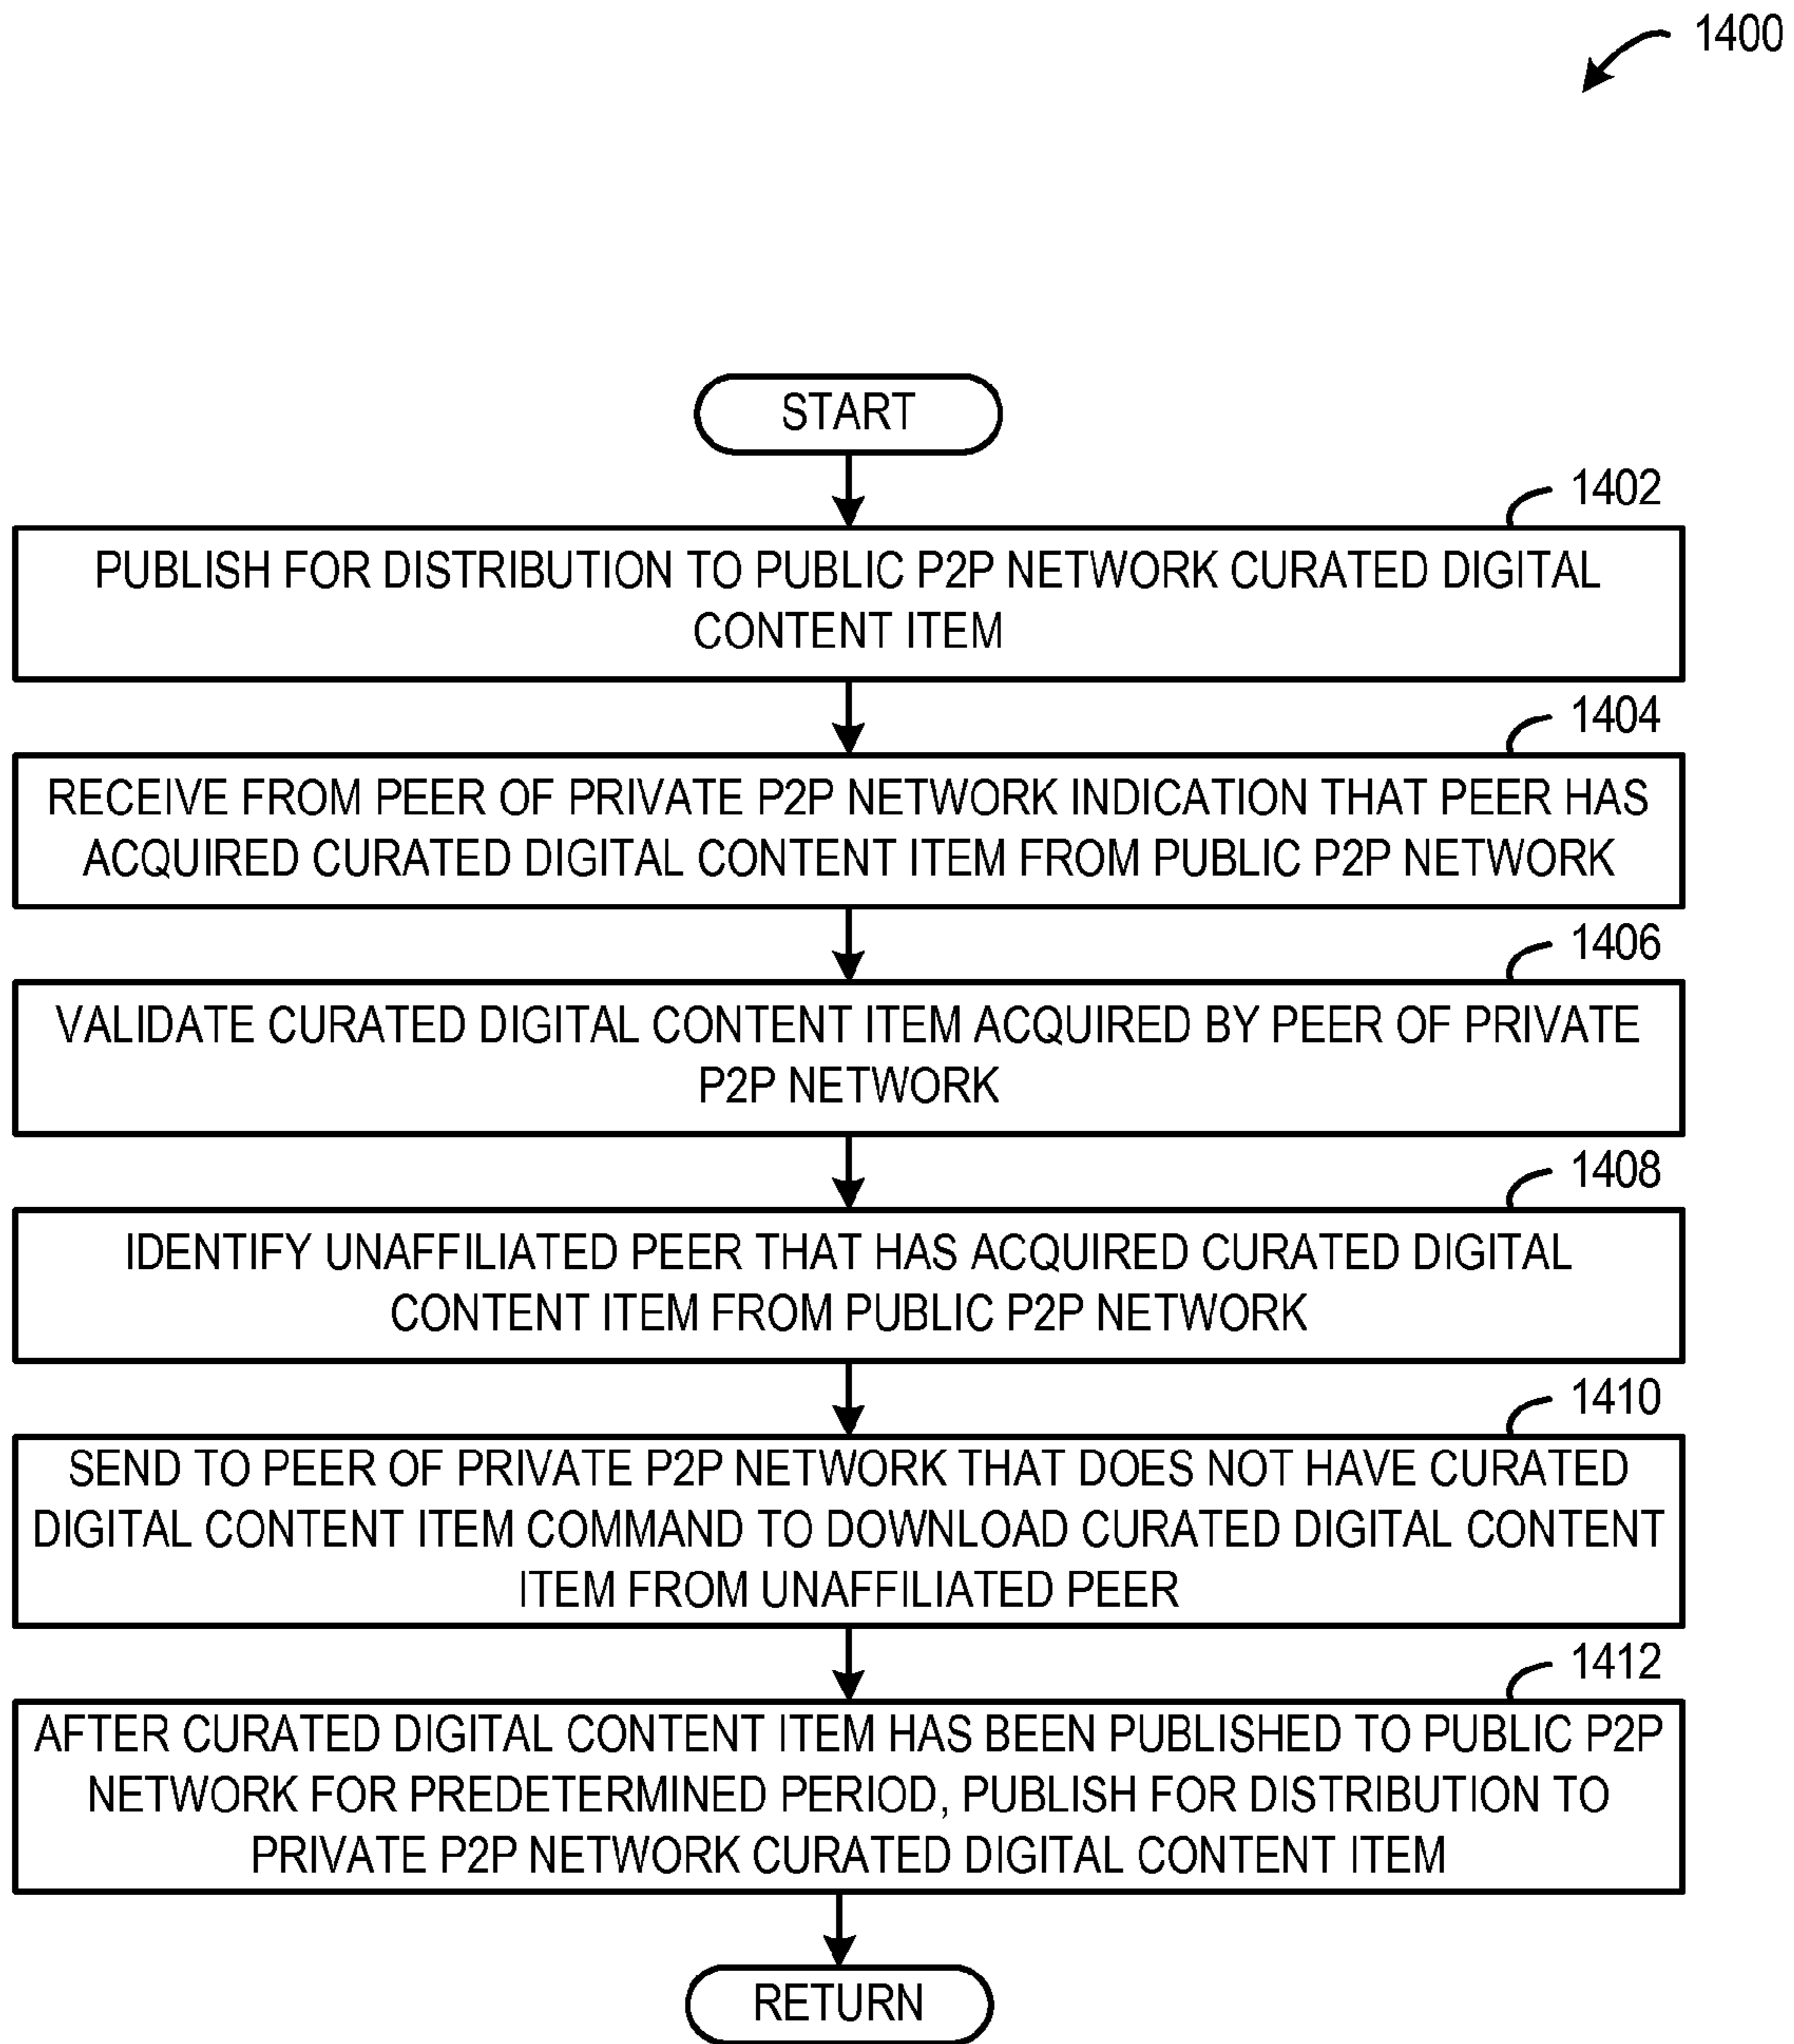 1400
START
1402
PUBLISH FOR DISTRIBUTION TO PUBLIC P2P NETWORK CURATED DIGITAL
CONTENT ITEM
1404
RECEIVE FROM PEER OF PRIVATE P2P NETWORK INDICATION THAT PEER HAS
ACQUIRED CURATED DIGITAL CONTENT ITEM FROM PUBLIC P2P NETWORK
1406
VALIDATE CURATED DIGITAL CONTENT ITEM ACQUIRED BY PEER OF PRIVATE
P2P NETWORK
1408
IDENTIFY UNAFFILIATED PEER THAT HAS ACQUIRED CURATED DIGITAL
CONTENT ITEM FROM PUBLIC P2P NETWORK
1410
SEND TO PEER OF PRIVATE P2P NETWORK THAT DOES NOT HAVE CURATED
DIGITAL CONTENT ITEM COMMAND TO DOWNLOAD CURATED DIGITAL CONTENT
ITEM FROM UNAFFILIATED PEER
1412
AFTER CURATED DIGITAL CONTENT ITEM HAS BEEN PUBLISHED TO PUBLIC P2P
NETWORK FOR PREDETERMINED PERIOD, PUBLISH FOR DISTRIBUTION TO
PRIVATE P2P NETWORK CURATED DIGITAL CONTENT ITEM
RETURN